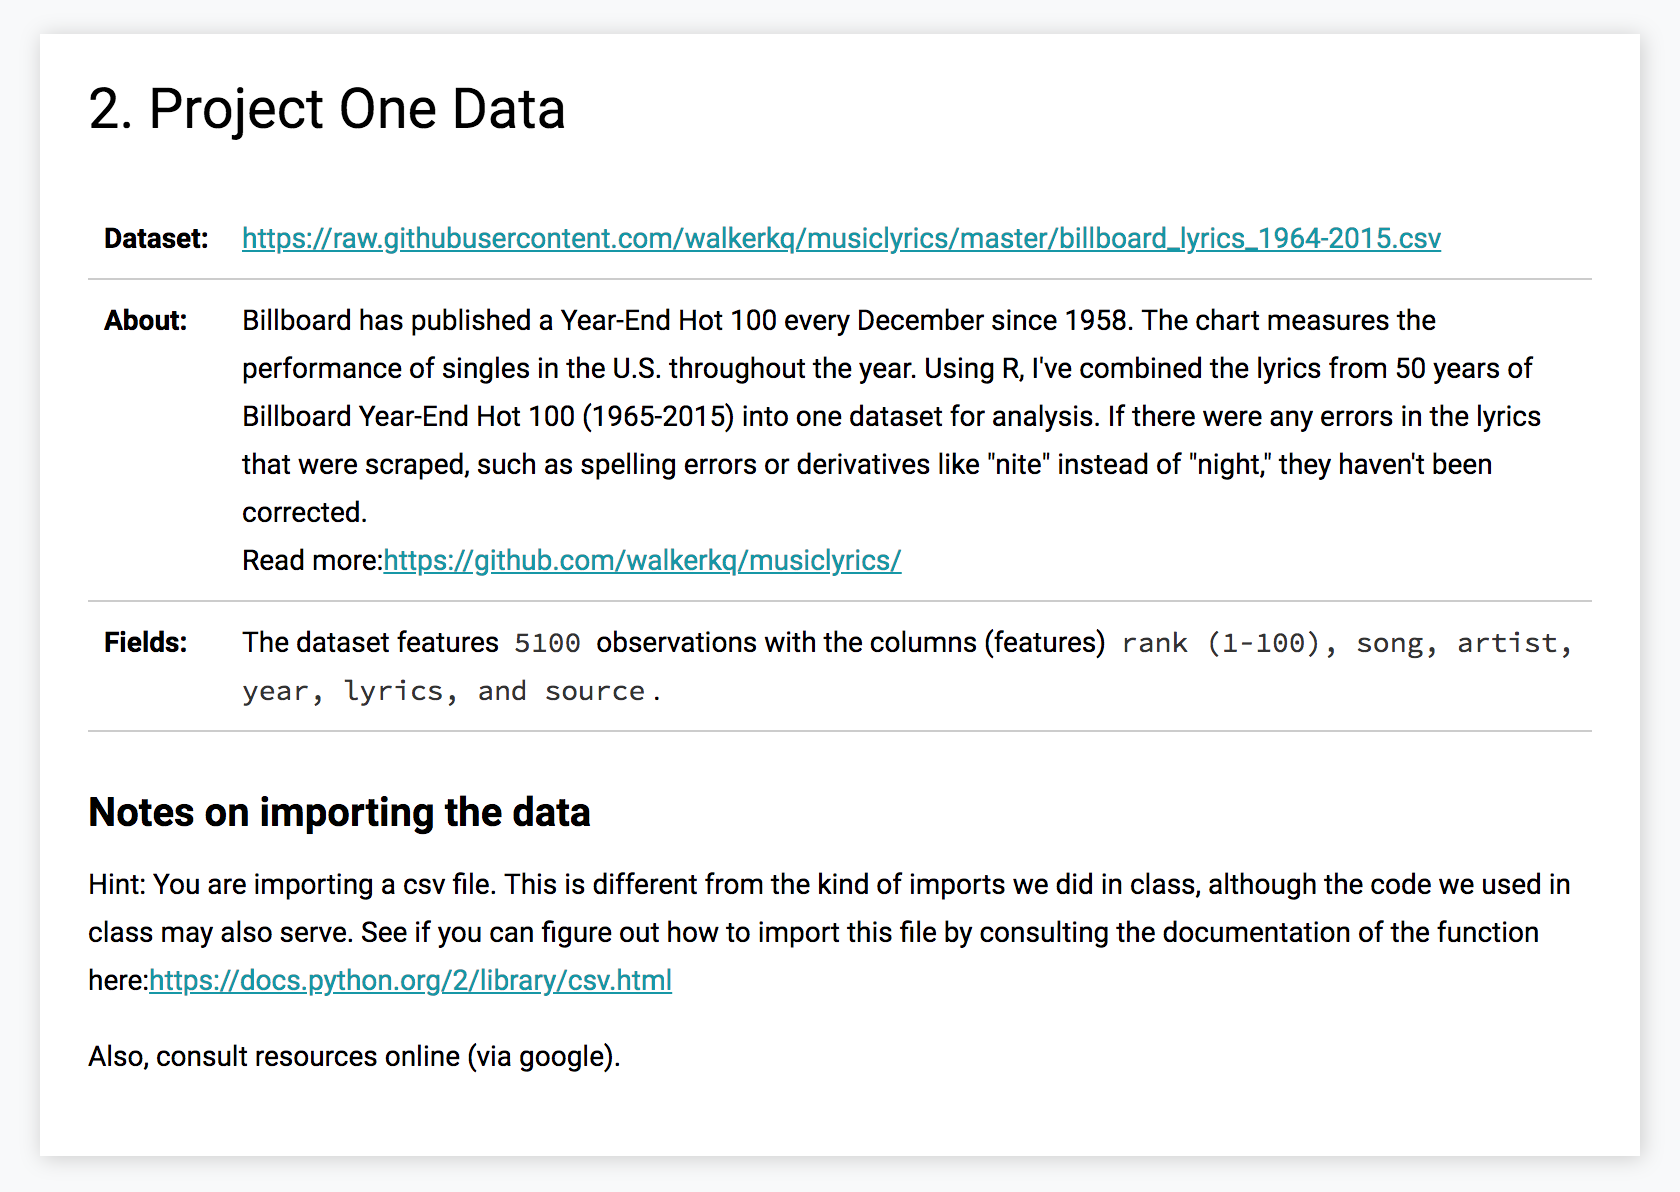 2. Project One Data
Dataset: https://raw.githubusercontent.com/walkerkq/musiclyrics/master/billboard_lyrics_1964-2015.csv
About: Billboard has published a Year-End Hot 100 every December since 1958. The chart measures the
performance of singles in the U.S. throughout the year. Using R, I've combined the lyrics from 50 years of
Billboard Year-End Hot 100 (1965-2015) into one dataset for analysis. If there were any errors in the lyrics
that were scraped, such as spelling errors or derivatives like "nite" instead of "night," they haven't been
corrected.
Read more:https://github.com/walkerkq/musiclyrics/
Fields: The dataset features 5100 observations with the columns (features) rank (1-100), song, artist,
year, lyrics, and source.
Notes on importing the data
Hint: You are importing a csv file. This is different from the kind of imports we did in class, although the code we used in
class may also serve. See if you can figure out how to import this file by consulting the documentation of the function
here:https://docs.python.org/2/library/csv.html
Also, consult resources online (via google).